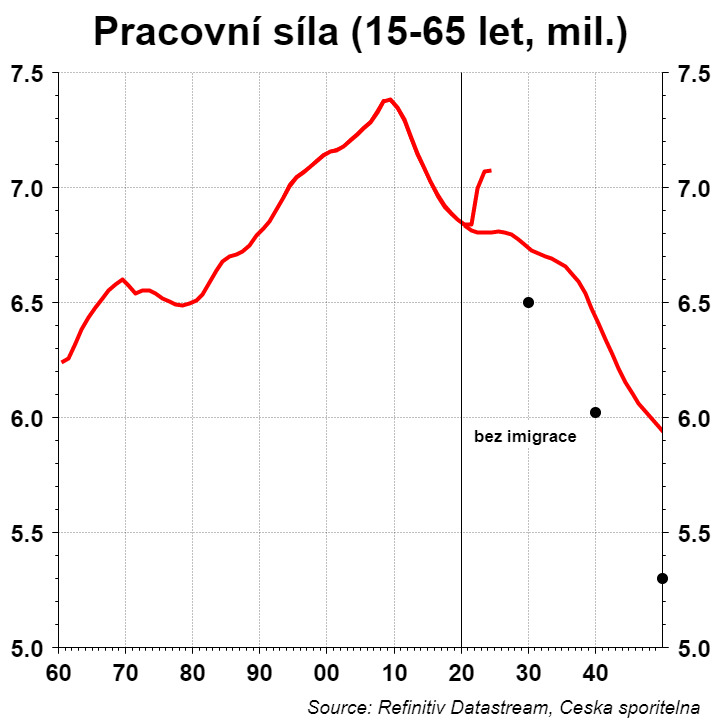 Pracovní síla (15-65 let, mil.)
7.5 7.5
7.0 7.0
6.5 6.5
6.0 6.0
bez imigrace
5.5 5.5
5.0 5.0
60 70 80 90 00 10 20 30 40
Source: Refinitiv Datastream, Ceska sporitelna